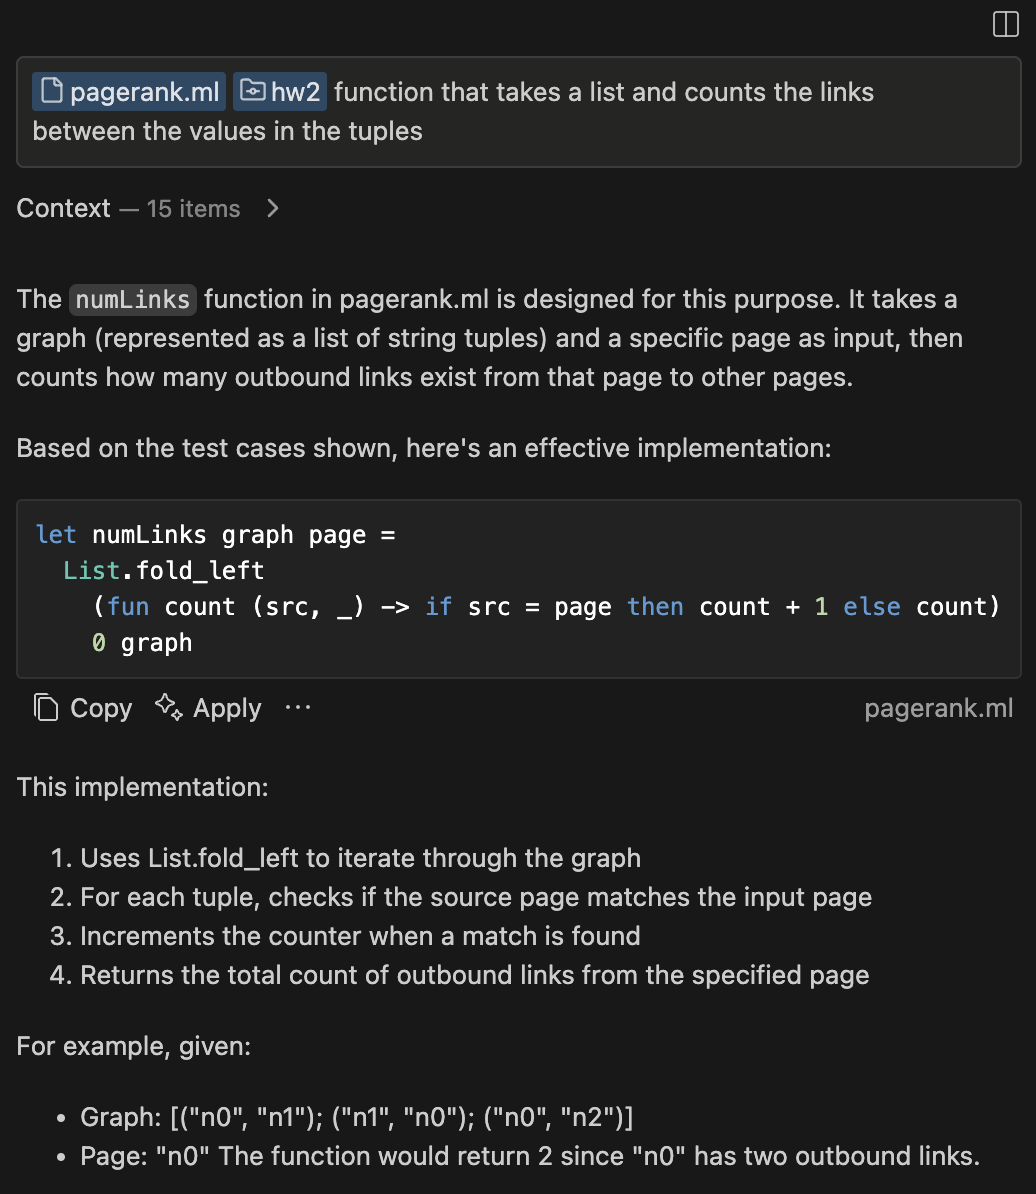 pagerank.ml hw2 function that takes a list and counts the links
between the values in the tuples
Context — 15 items
The numLinks function in pagerank.ml is designed for this purpose. It takes a
graph (represented as a list of string tuples) and a specific page as input, then
counts how many outbound links exist from that page to other pages.
Based on the test cases shown, here's an effective implementation:
let numLinks graph page =
  List.fold_left
    (fun count (src, _) -> if src = page then count + 1 else count)
    0 graph
Copy Apply ··· pagerank.ml
This implementation:
1. Uses List.fold_left to iterate through the graph
2. For each tuple, checks if the source page matches the input page
3. Increments the counter when a match is found
4. Returns the total count of outbound links from the specified page
For example, given:
• Graph: [("n0", "n1"); ("n1", "n0"); ("n0", "n2")]
• Page: "n0" The function would return 2 since "n0" has two outbound links.